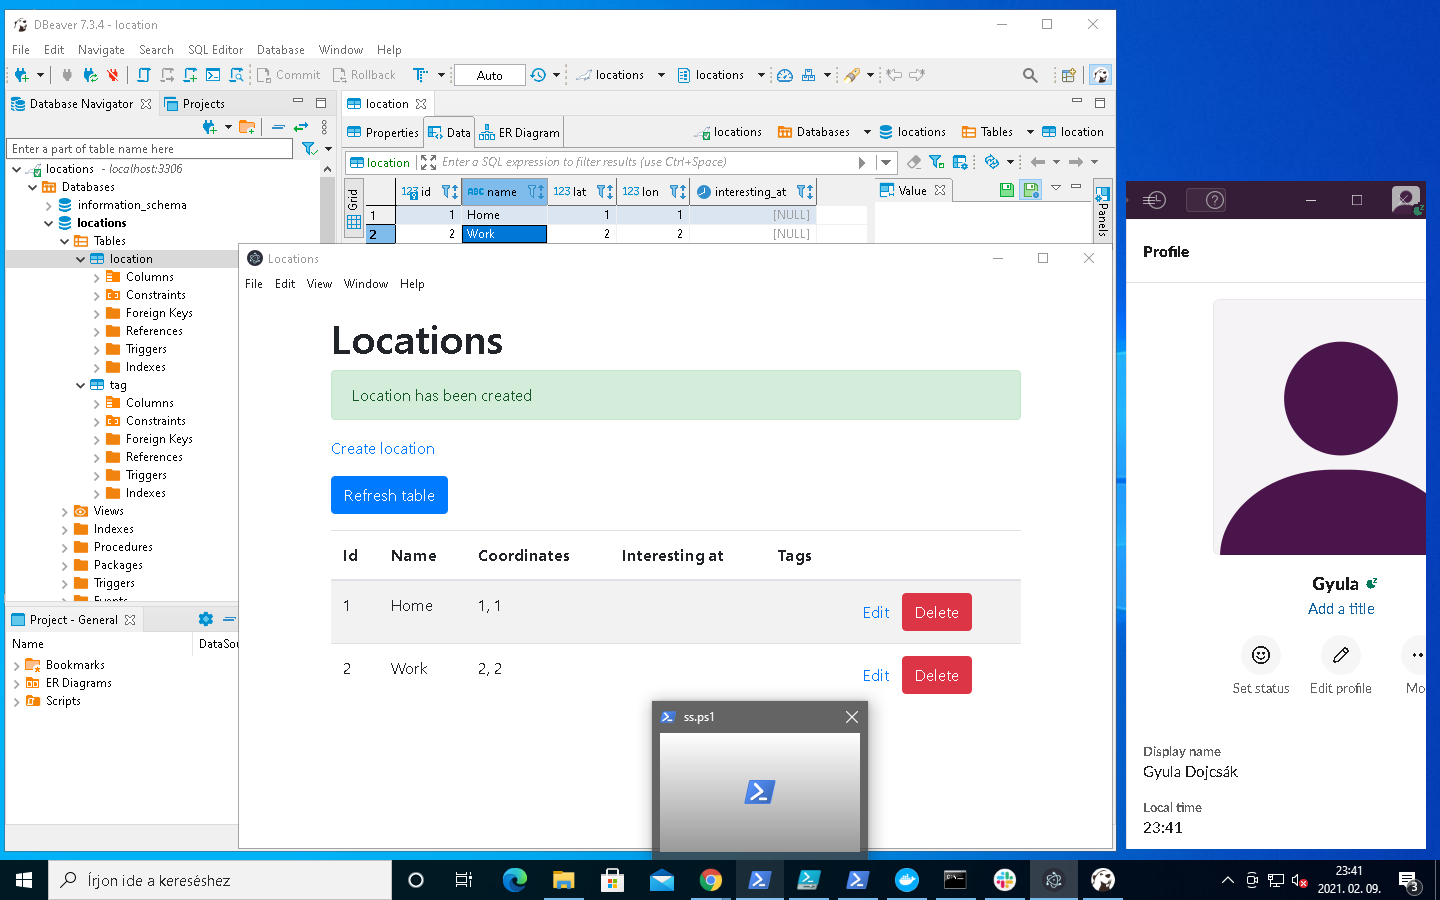 DBeaver 7.3.4 - location
File Edit Navigate Search SQL Editor Database Window Help
Commit Rollback Auto locations locations
Database Navigator Projects
Enter a part of table name here
locations - localhost:3306
Databases
information_schema
locations
Tables
location
Columns
Constraints
Foreign Keys
References
Triggers
Indexes
tag
Columns
Constraints
Foreign Keys
References
Triggers
Indexes
Views
Indexes
Procedures
Packages
Triggers
Events
Project - General
Name DataSou
Bookmarks
ER Diagrams
Scripts
location
Properties Data ER Diagram locations Databases locations Tables location
location Enter a SQL expression to filter results (use Ctrl+Space)
Grid
123 id ABC name 123 lat 123 lon interesting_at
1 1 Home 1 1 [NULL]
2 2 Work 2 2 [NULL]
Value
Panels
Locations
File Edit View Window Help
Locations
Location has been created
Create location
Refresh table
Id Name Coordinates Interesting at Tags
1 Home 1, 1 Edit Delete
2 Work 2, 2 Edit Delete
ss.ps1
Profile
Gyula
Add a title
Set status Edit profile Mo
Display name
Gyula Dojcsák
Local time
23:41
Írjon ide a kereséshez
23:41
2021. 02. 09.
3